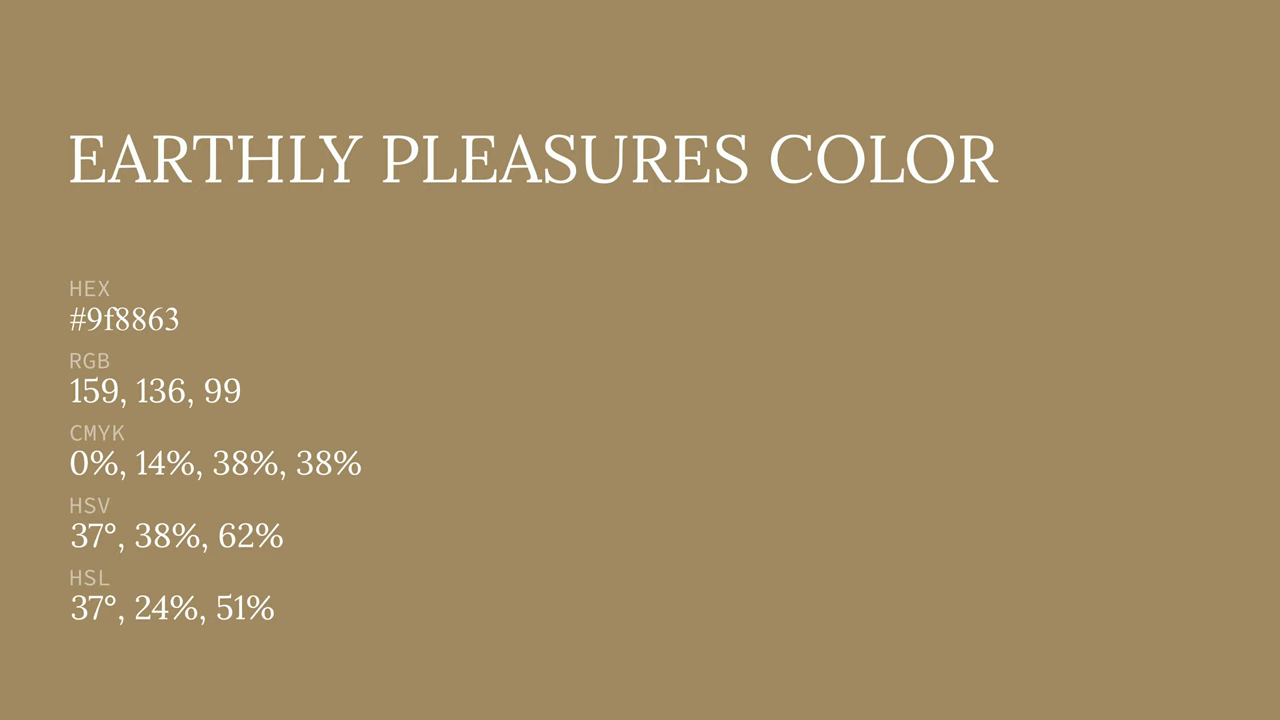 EARTHLY PLEASURES COLOR
HEX
#9f8863
RGB
159, 136, 99
CMYK
0%, 14%, 38%, 38%
HSV
37°, 38%, 62%
HSL
37°, 24%, 51%